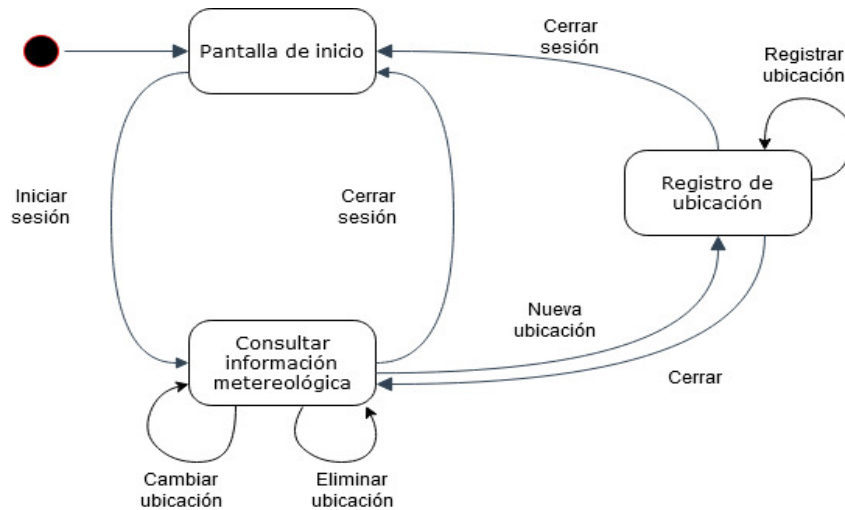 Pantalla de inicio
Cerrar
sesión
Registrar
ubicación
Registro de
ubicación
Iniciar
sesión
Cerrar
sesión
Nueva
ubicación
Consultar
información
metereológica
Cerrar
Cambiar
ubicación
Eliminar
ubicación